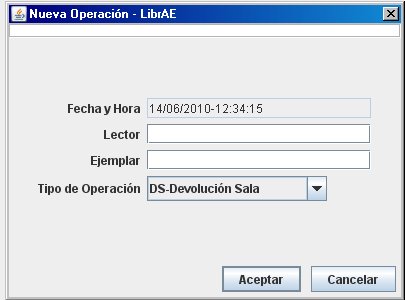 Nueva Operación - LibrAE
Fecha y Hora 14/06/2010-12:34:15
Lector
Ejemplar
Tipo de Operación DS-Devolución Sala
Aceptar Cancelar